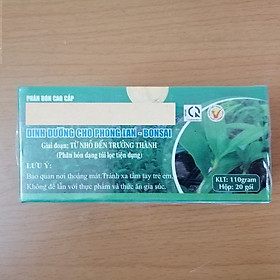 PHÂN BÓN CAO CẤP
DINH DƯỠNG CHO PHONG LAN - BONSAI
Giai đoạn: TỪ NHỎ ĐẾN TRƯỞNG THÀNH
(Phân bón dạng túi lọc tiện dụng)
LƯU Ý:
Bảo quản nơi thoáng mát. Tránh xa tầm tay trẻ em.
Không để lẫn với thực phẩm và thức ăn gia súc.
KLT: 110gram
Hộp: 20 gói